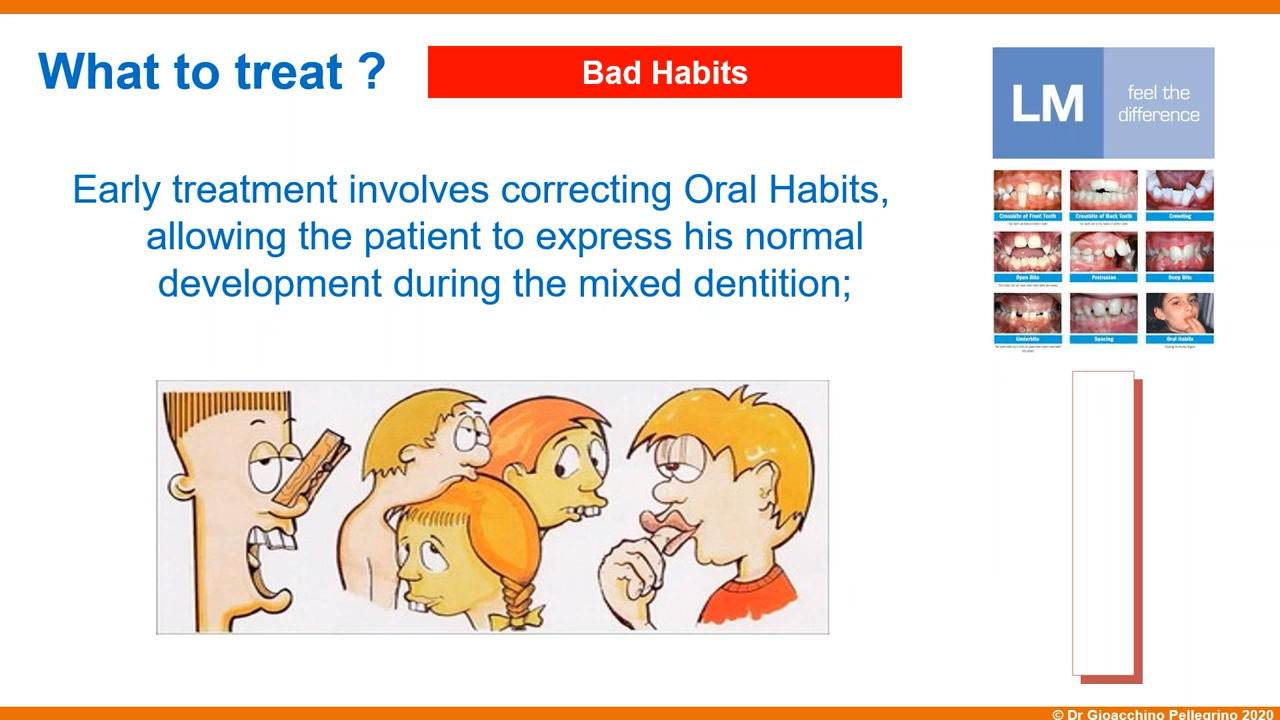 What to treat ?
Bad Habits
LM
feel the
difference
Early treatment involves correcting Oral Habits,
allowing the patient to express his normal
development during the mixed dentition;
Crossbite of Front Teeth
Crossbite of Back Teeth
Crowding
Open Bite
Protrusion
Deep Bite
Underbite
Spacing
Oral Habits
© Dr Gioacchino Pellegrino 2020